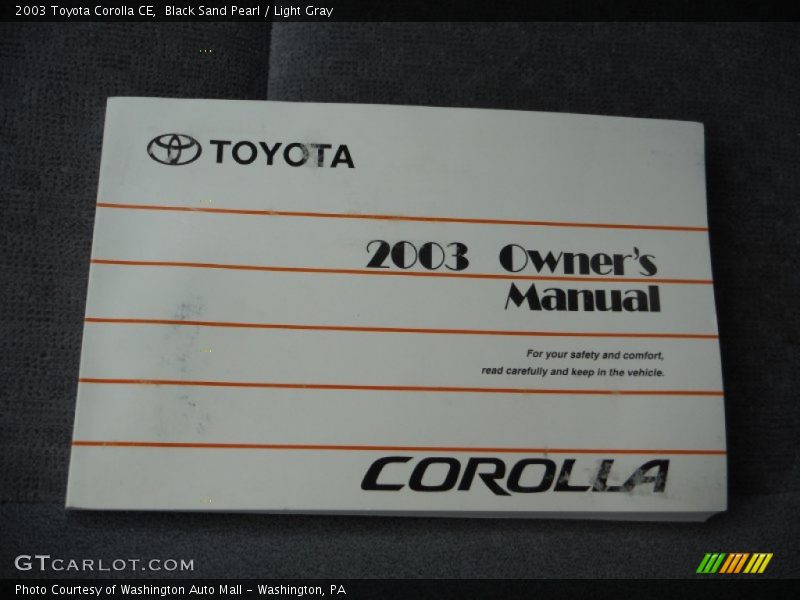 2003 Toyota Corolla CE,  Black Sand Pearl / Light Gray
TOYOTA
2003 Owner's
Manual
For your safety and comfort,
read carefully and keep in the vehicle.
COROLLA
GTCARLOT.COM
Photo Courtesy of Washington Auto Mall - Washington, PA